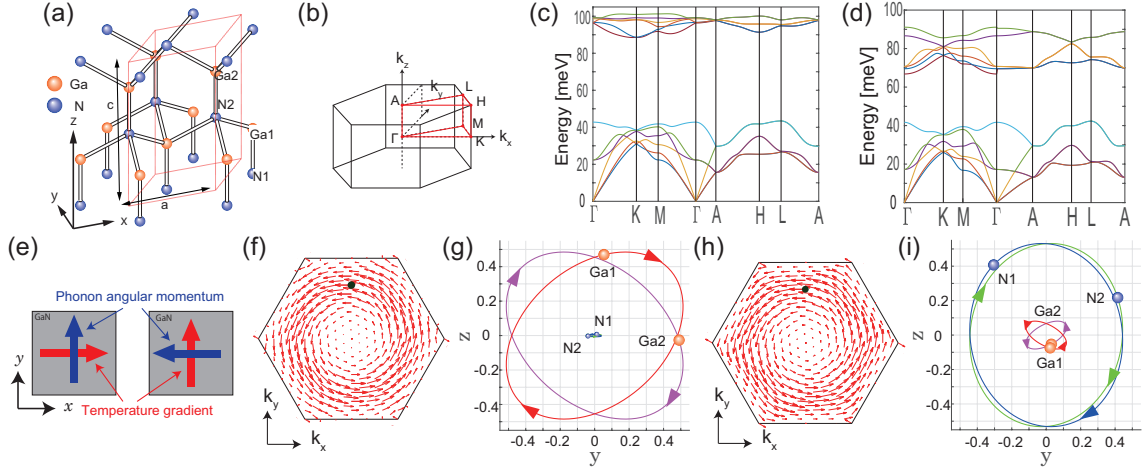 (a)
Ga
N
z
y
x
c
a
Ga2
N2
Ga1
N1
(b)
k_z
k_y
k_x
A
L
H
M
Γ
K
(c)
Energy [meV]
100
80
60
40
20
0
Γ K M Γ A H L A
(d)
Energy [meV]
100
80
60
40
20
0
Γ K M Γ A H L A
(e)
Phonon angular momentum
GaN
GaN
Temperature gradient
y
x
(f)
k_y
k_x
(g)
z
0.4
0.2
0
-0.2
-0.4
-0.4 -0.2 0 0.2 0.4
y
Ga1
N1
N2
Ga2
(h)
k_y
k_x
(i)
z
0.4
0.2
0
-0.2
-0.4
-0.4 -0.2 0 0.2 0.4
y
N1
N2
Ga2
Ga1